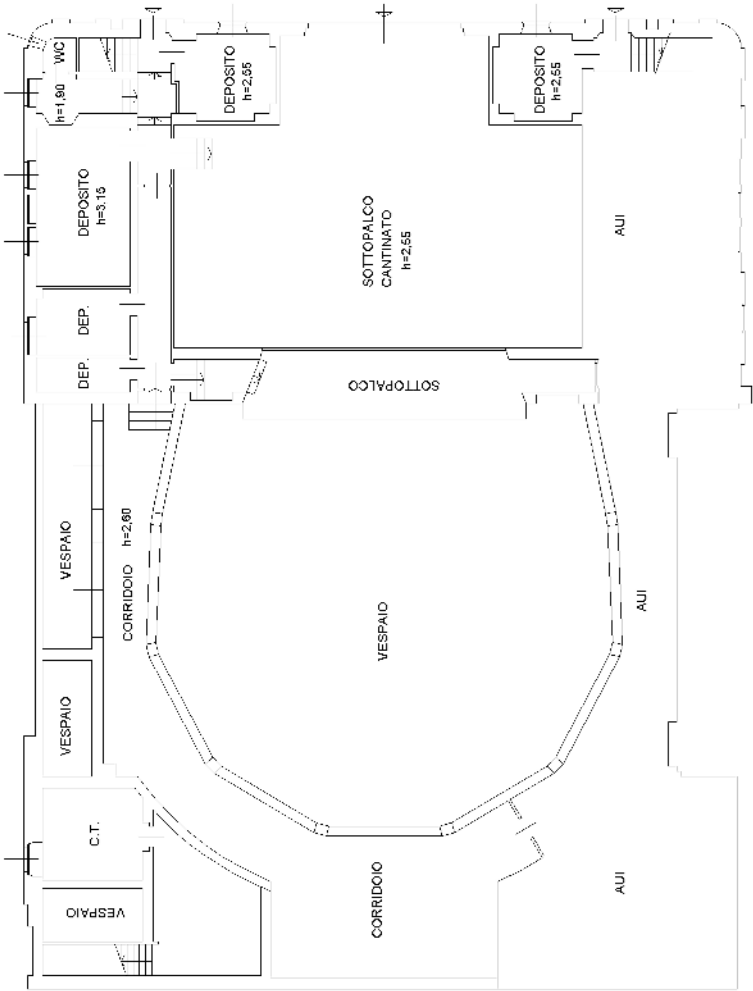 WC
h=1,90
DEPOSITO
h=2,55
DEPOSITO
h=2,55
DEPOSITO
h=3.15
SOTTOPALCO
CANTINATO
h=2,55
AUI
DEP.
DEP.
SOTTOPALCO
VESPAIO
CORRIDOIO h=2,60
VESPAIO
AUI
VESPAIO
C.T.
VESPAIO
CORRIDOIO
AUI